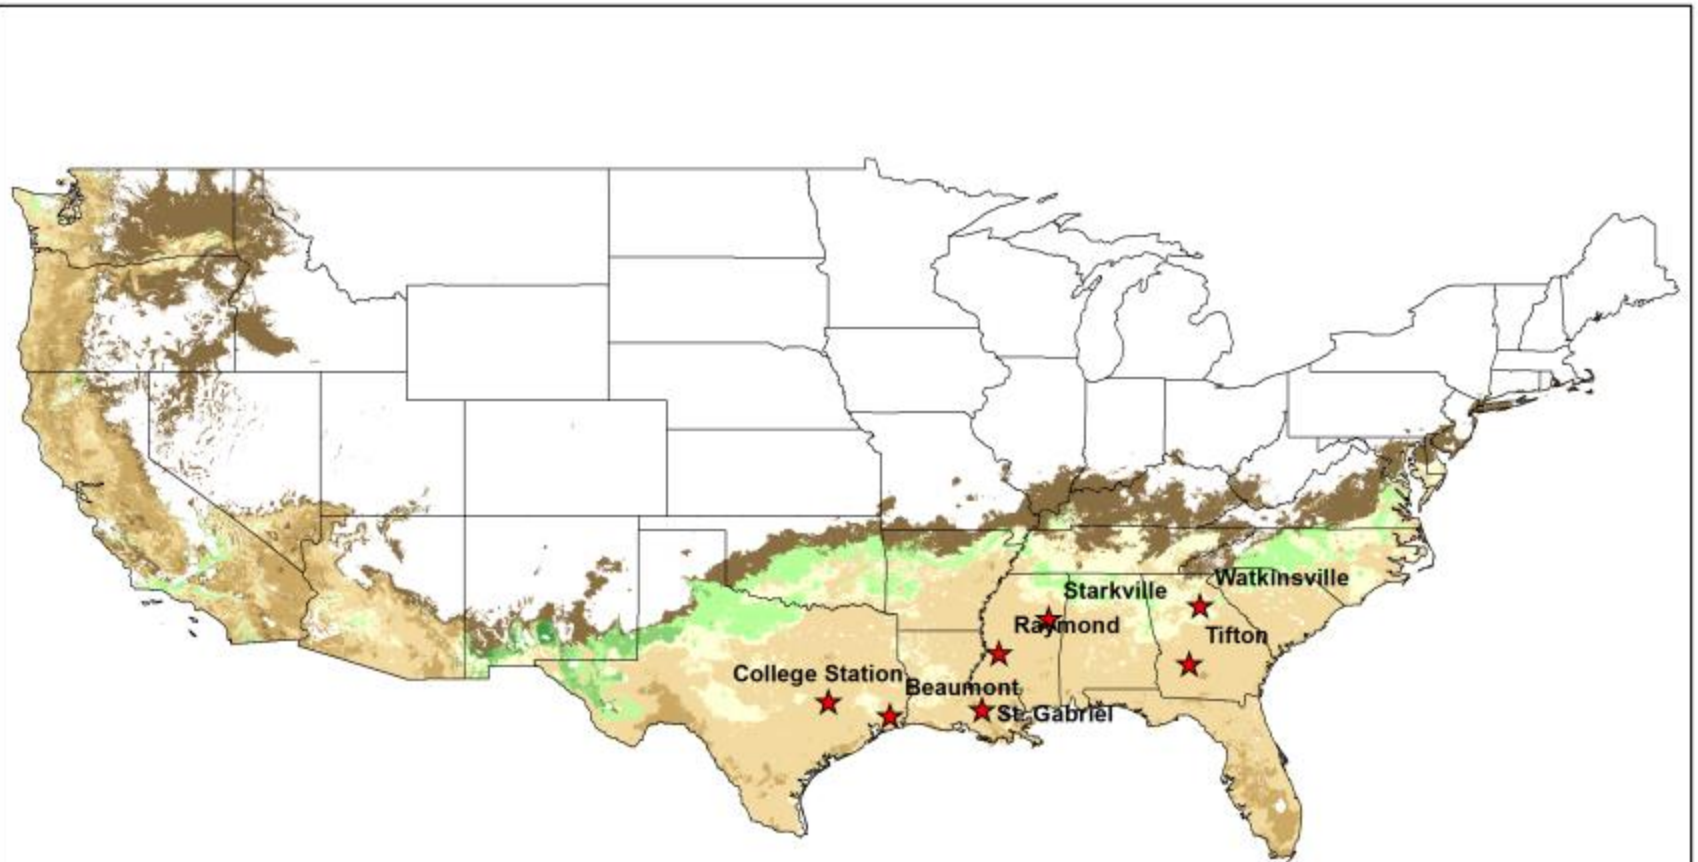 Watkinsville
Starkville
Raymond
Tifton
College Station
Beaumont
St. Gabriel